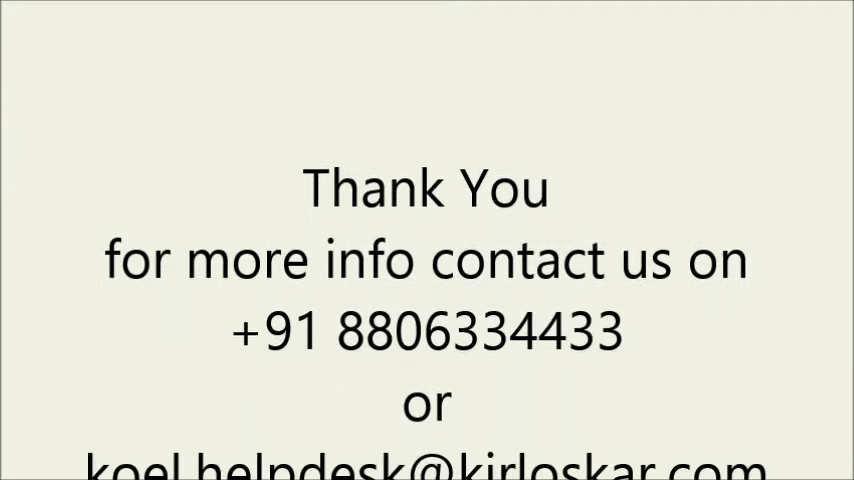 Thank You
for more info contact us on
+91 8806334433
or
koel.helpdesk@kirloskar.com